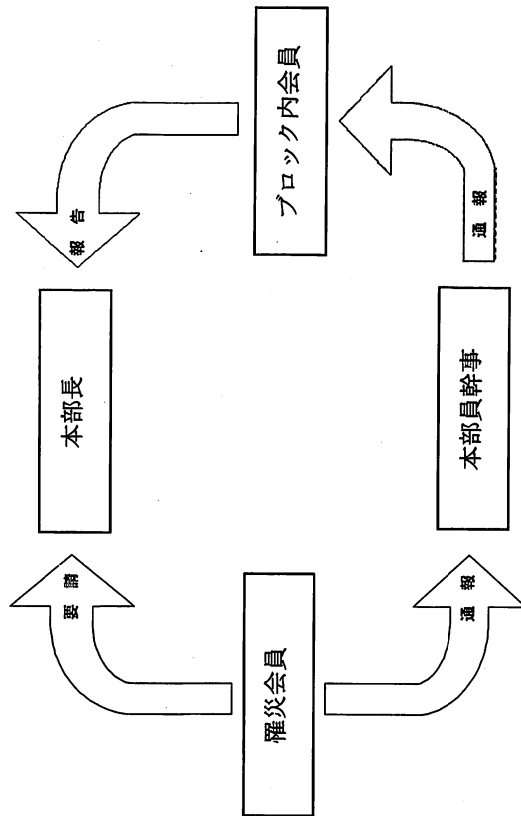 本部長
要請
報告
罹災会員
ブロック内会員
通報
通報
本部員幹事